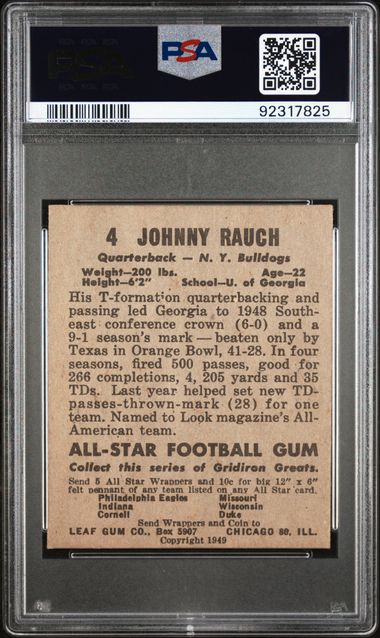 PSA
PSA
92317825
4 JOHNNY RAUCH
Quarterback — N. Y. Bulldogs
Weight—200 lbs. Age—22
Height—6'2" School—U. of Georgia
His T-formation quarterbacking and
passing led Georgia to 1948 South-
east conference crown (6-0) and a
9-1 season's mark — beaten only by
Texas in Orange Bowl, 41-28. In four
seasons, fired 500 passes, good for
266 completions, 4, 205 yards and 35
TDs. Last year helped set new TD-
passes-thrown-mark (28) for one
team. Named to Look magazine's All-
American team.
ALL-STAR FOOTBALL GUM
Collect this series of Gridiron Greats.
Send 5 All Star Wrappers and 10c for big 12" x 6"
felt pennant of any team listed on any All Star card.
Philadelphia Eagles Missouri
Indiana Wisconsin
Cornell Duke
Send Wrappers and Coin to
LEAF GUM CO., Box 5907 CHICAGO 80, ILL.
Copyright 1949